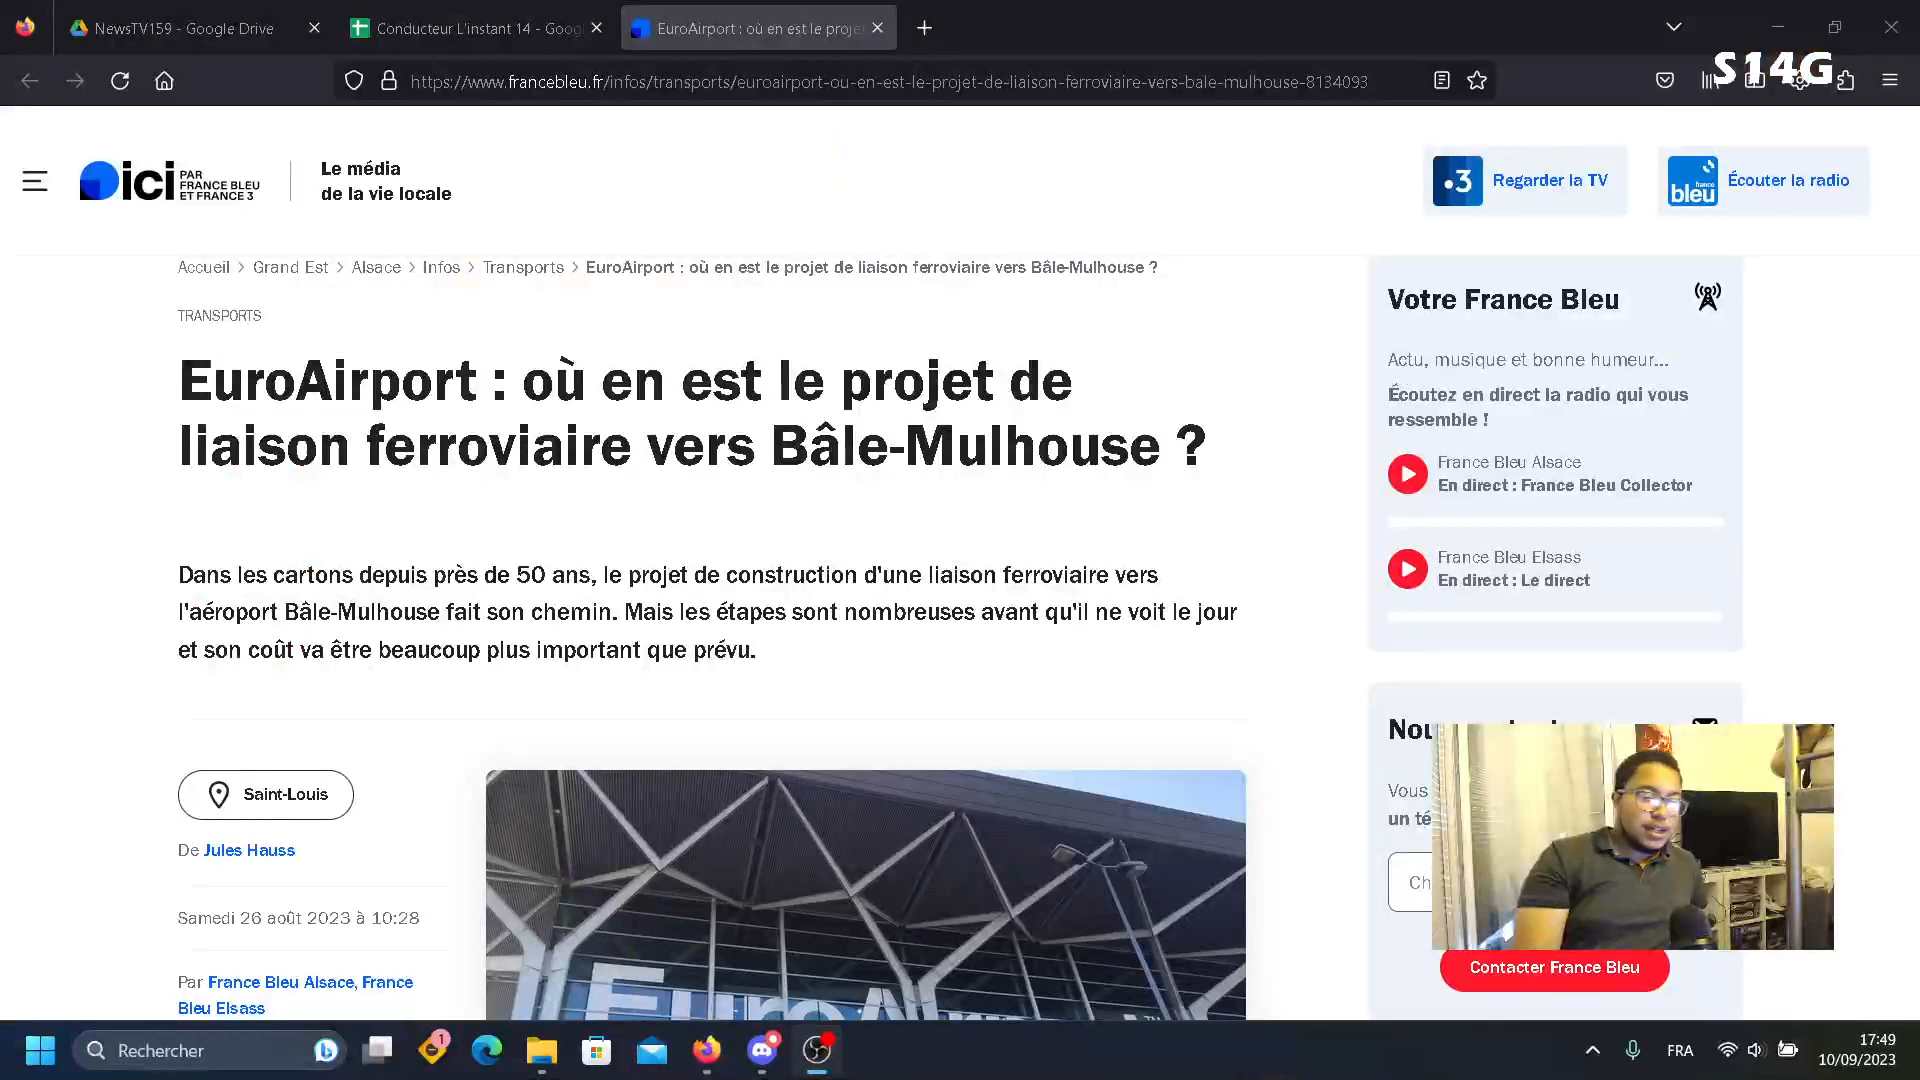 NewsTV159 - Google Drive
Conducteur L'instant 14 - Goog
EuroAirport : où en est le proje
S14G
https://www.francebleu.fr/infos/transports/euroairport-ou-en-est-le-projet-de-liaison-ferroviaire-vers-bale-mulhouse-8134093
ici PAR
FRANCE BLEU
ET FRANCE 3
Le média
de la vie locale
.3 Regarder la TV
france bleu Écouter la radio
Accueil > Grand Est > Alsace > Infos > Transports > EuroAirport : où en est le projet de liaison ferroviaire vers Bâle-Mulhouse ?
TRANSPORTS
EuroAirport : où en est le projet de
liaison ferroviaire vers Bâle-Mulhouse ?
Dans les cartons depuis près de 50 ans, le projet de construction d'une liaison ferroviaire vers
l'aéroport Bâle-Mulhouse fait son chemin. Mais les étapes sont nombreuses avant qu'il ne voit le jour
et son coût va être beaucoup plus important que prévu.
Saint-Louis
De Jules Hauss
Samedi 26 août 2023 à 10:28
Par France Bleu Alsace, France
Bleu Elsass
EuroAir
TM
Votre France Bleu
Actu, musique et bonne humeur...
Écoutez en direct la radio qui vous
ressemble !
France Bleu Alsace
En direct : France Bleu Collector
France Bleu Elsass
En direct : Le direct
Nou
Vous
un té
Ch
Contacter France Bleu
Rechercher
1
FRA
17:49
10/09/2023